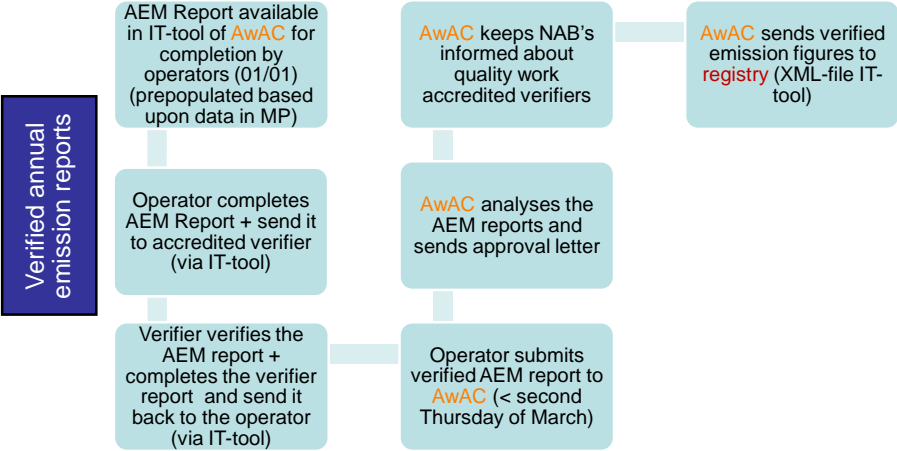 Verified annual
emission reports
AEM Report available
in IT-tool of AwAC for
completion by
operators (01/01)
(prepopulated based
upon data in MP)
Operator completes
AEM Report + send it
to accredited verifier
(via IT-tool)
Verifier verifies the
AEM report +
completes the verifier
report and send it
back to the operator
(via IT-tool)
Operator submits
verified AEM report to
AwAC (< second
Thursday of March)
AwAC analyses the
AEM reports and
sends approval letter
AwAC keeps NAB's
informed about
quality work
accredited verifiers
AwAC sends verified
emission figures to
registry (XML-file IT-
tool)